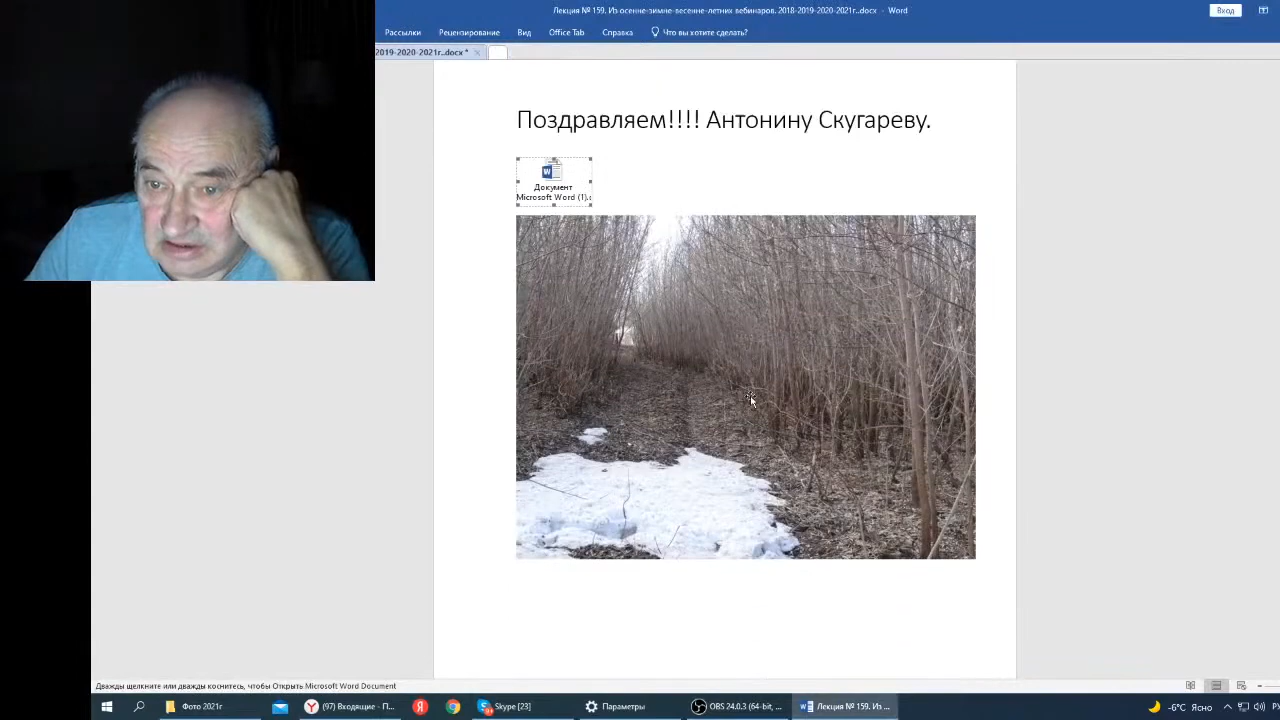 Лекция № 159. Из осенне-зимне-весенне-летних вебинаров. 2018-2019-2020-2021г..docx - Word
Вход
Рассылки Рецензирование Вид Office Tab Справка Что вы хотите сделать?
2019-2020-2021г..docx *
Поздравляем!!!! Антонину Скугареву.
Документ
Microsoft Word (1).
Дважды щелкните или дважды коснитесь, чтобы Открыть Microsoft Word Document
Фото 2021г
(97) Входящие - П...
Skype [23]
Параметры
OBS 24.0.3 (64-bit, ...
Лекция № 159. Из ...
-6°C Ясно